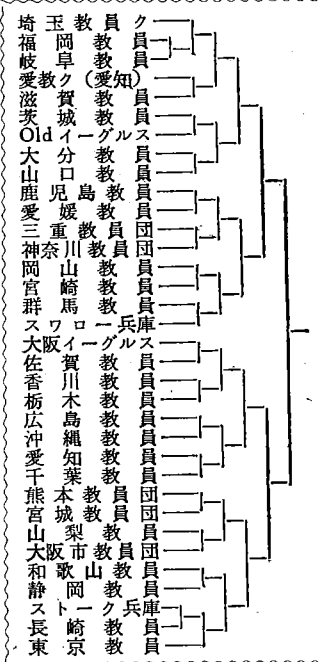 埼玉教員ク
福岡教員
岐阜教員
愛教ク(愛知)
滋賀教員
茨城教員
Oldイーグルス
大分教員
山口教員
鹿児島教員
愛媛教員
三重教員団
神奈川教員団
岡山教員
宮崎教員
群馬教員
スワロー兵庫
大阪イーグルス
佐賀教員
香川教員
栃木教員
広島教員
沖縄教員
愛知教員
千葉教員
熊本教員団
宮城教員団
山梨教員
大阪市教員団
和歌山教員
静岡教員
ストーク兵庫
長崎教員
東京教員